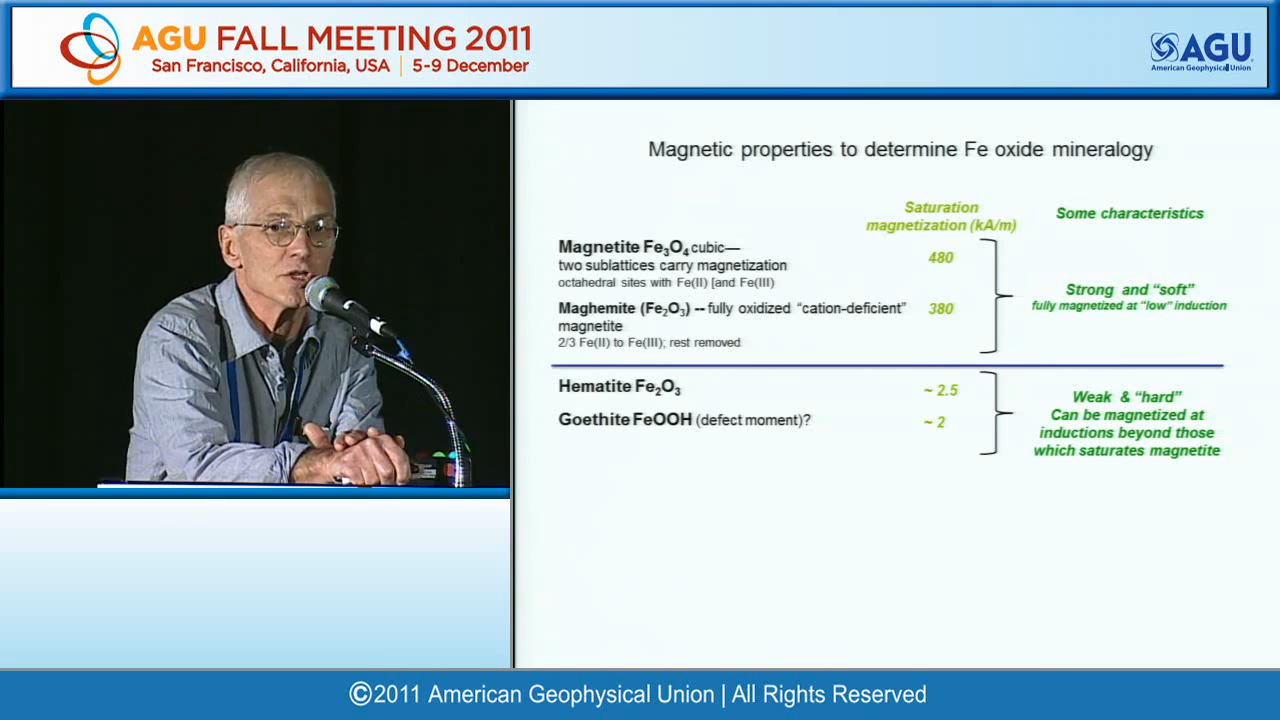 AGU FALL MEETING 2011
San Francisco, California, USA | 5-9 December
AGU
American Geophysical Union
Magnetic properties to determine Fe oxide mineralogy
Saturation
magnetization (kA/m)
Some characteristics
Magnetite Fe3O4 cubic—
two sublattices carry magnetization
octahedral sites with Fe(II) [and Fe(III)
480
Maghemite (Fe2O3) -- fully oxidized "cation-deficient"
magnetite
2/3 Fe(II) to Fe(III); rest removed
380
Strong and "soft"
fully magnetized at "low" induction
Hematite Fe2O3
~ 2.5
Goethite FeOOH (defect moment)?
~ 2
Weak & "hard"
Can be magnetized at
inductions beyond those
which saturates magnetite
©2011 American Geophysical Union | All Rights Reserved